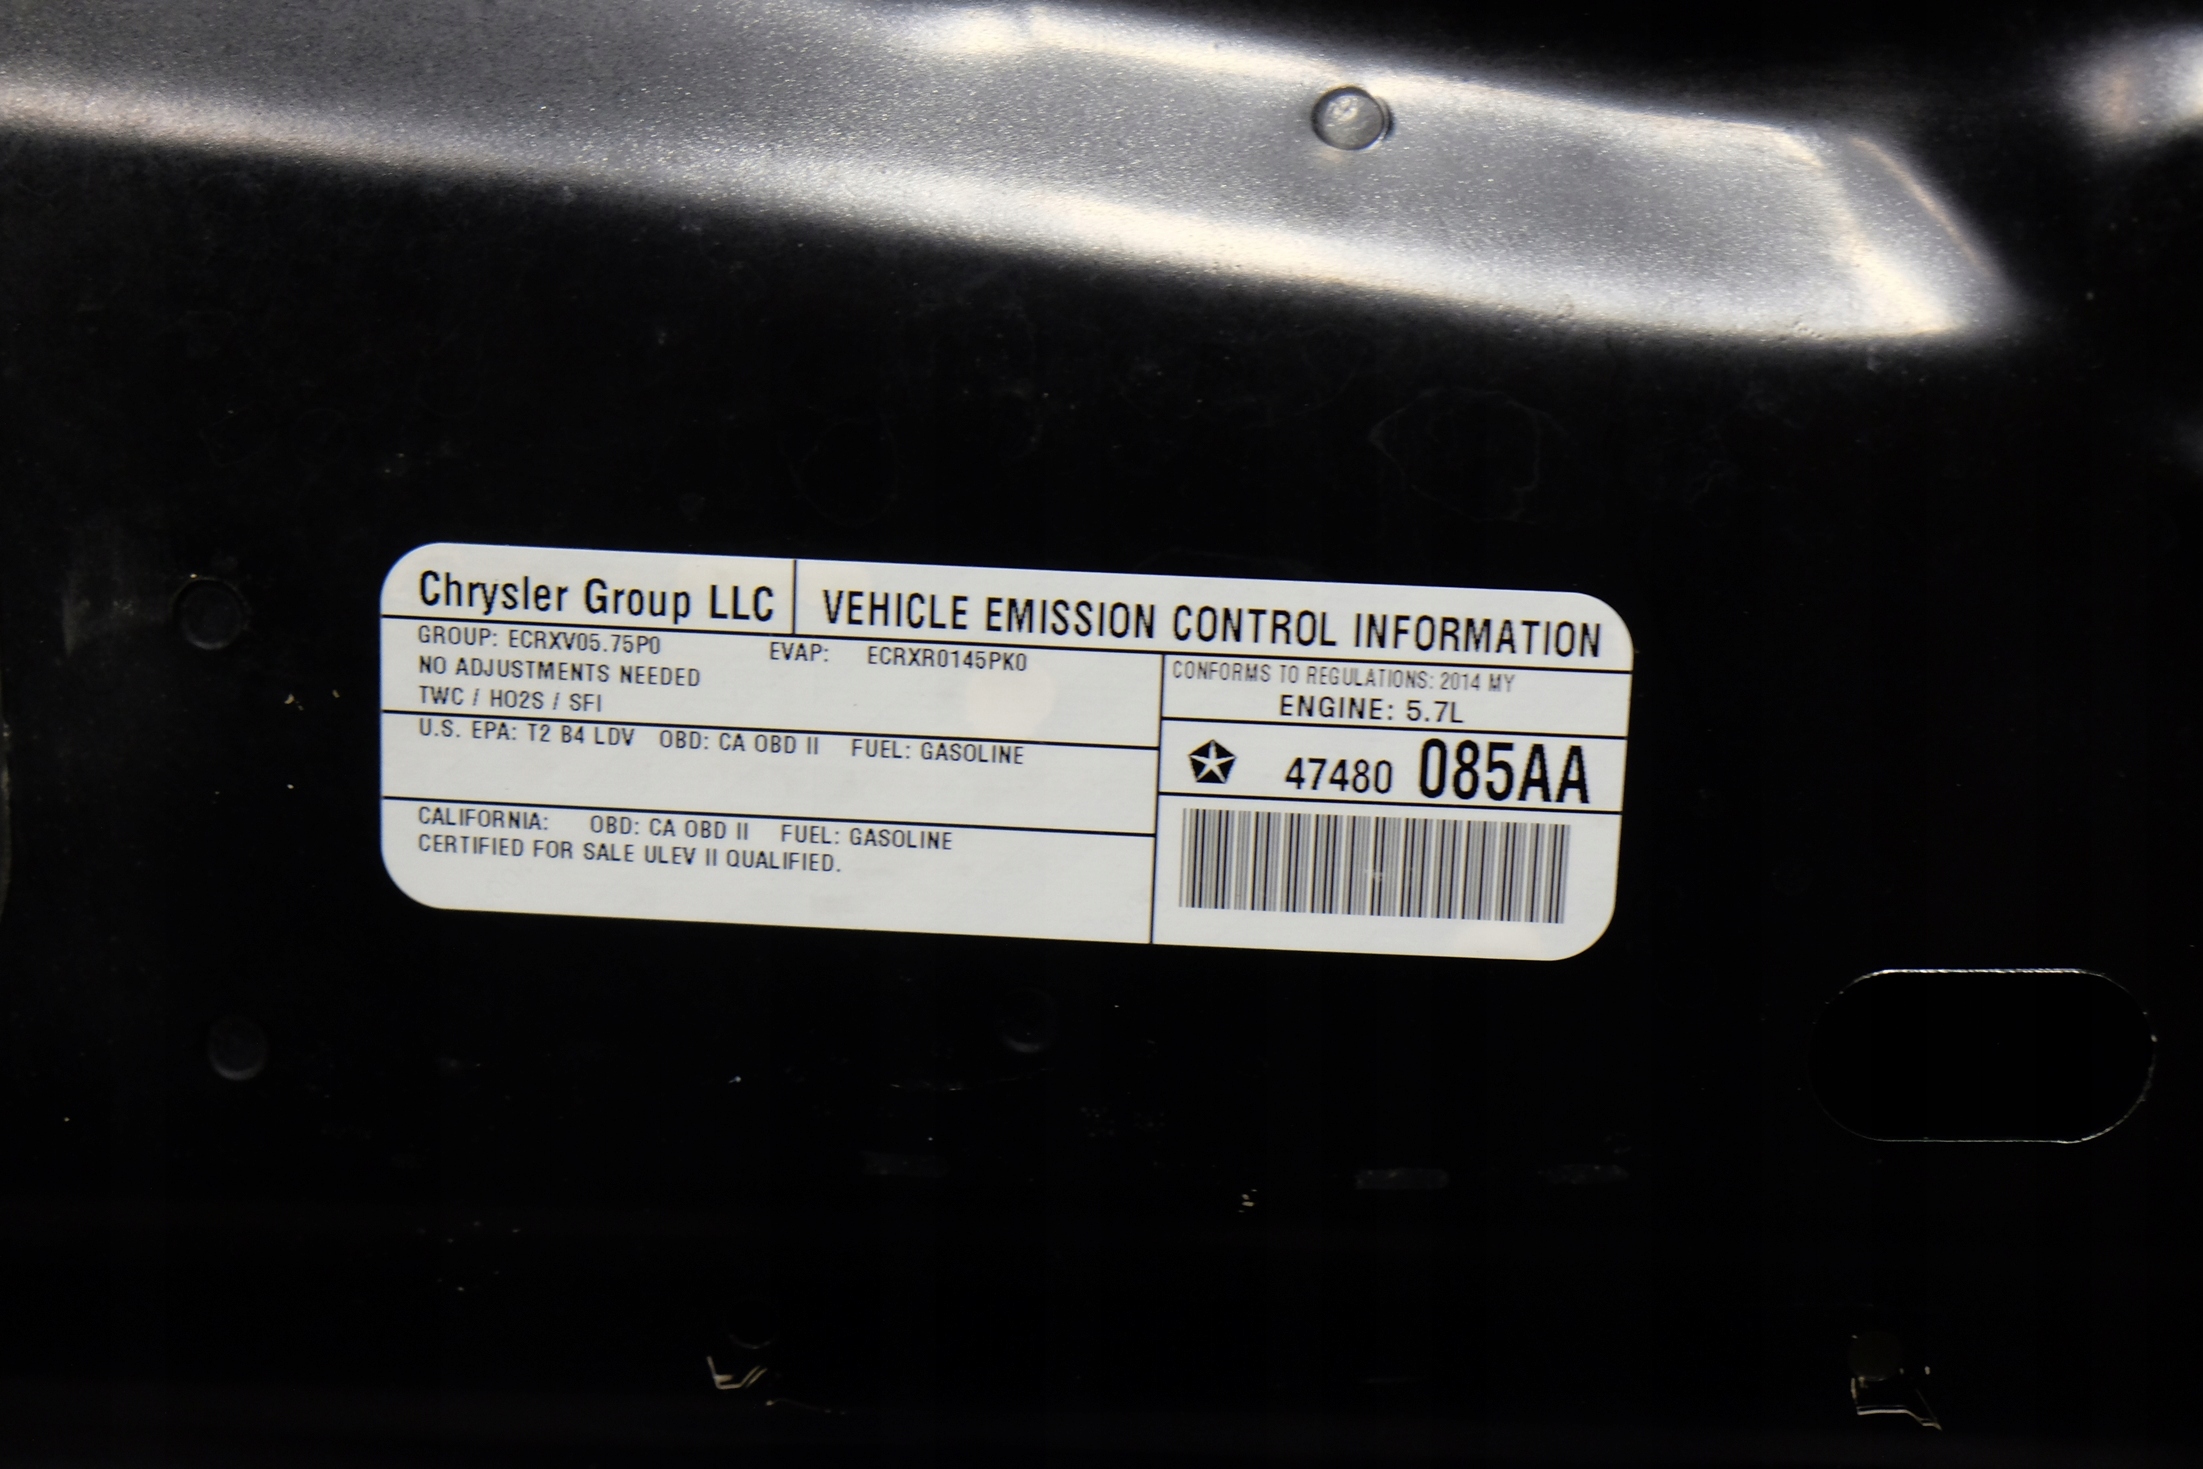 Chrysler Group LLC
VEHICLE EMISSION CONTROL INFORMATION
GROUP: ECRXV05.75P0 EVAP: ECRXR0145PK0
NO ADJUSTMENTS NEEDED
TWC / HO2S / SFI
CONFORMS TO REGULATIONS: 2014 MY
ENGINE: 5.7L
U.S. EPA: T2 B4 LDV OBD: CA OBD II FUEL: GASOLINE
47480 085AA
CALIFORNIA: OBD: CA OBD II FUEL: GASOLINE
CERTIFIED FOR SALE ULEV II QUALIFIED.